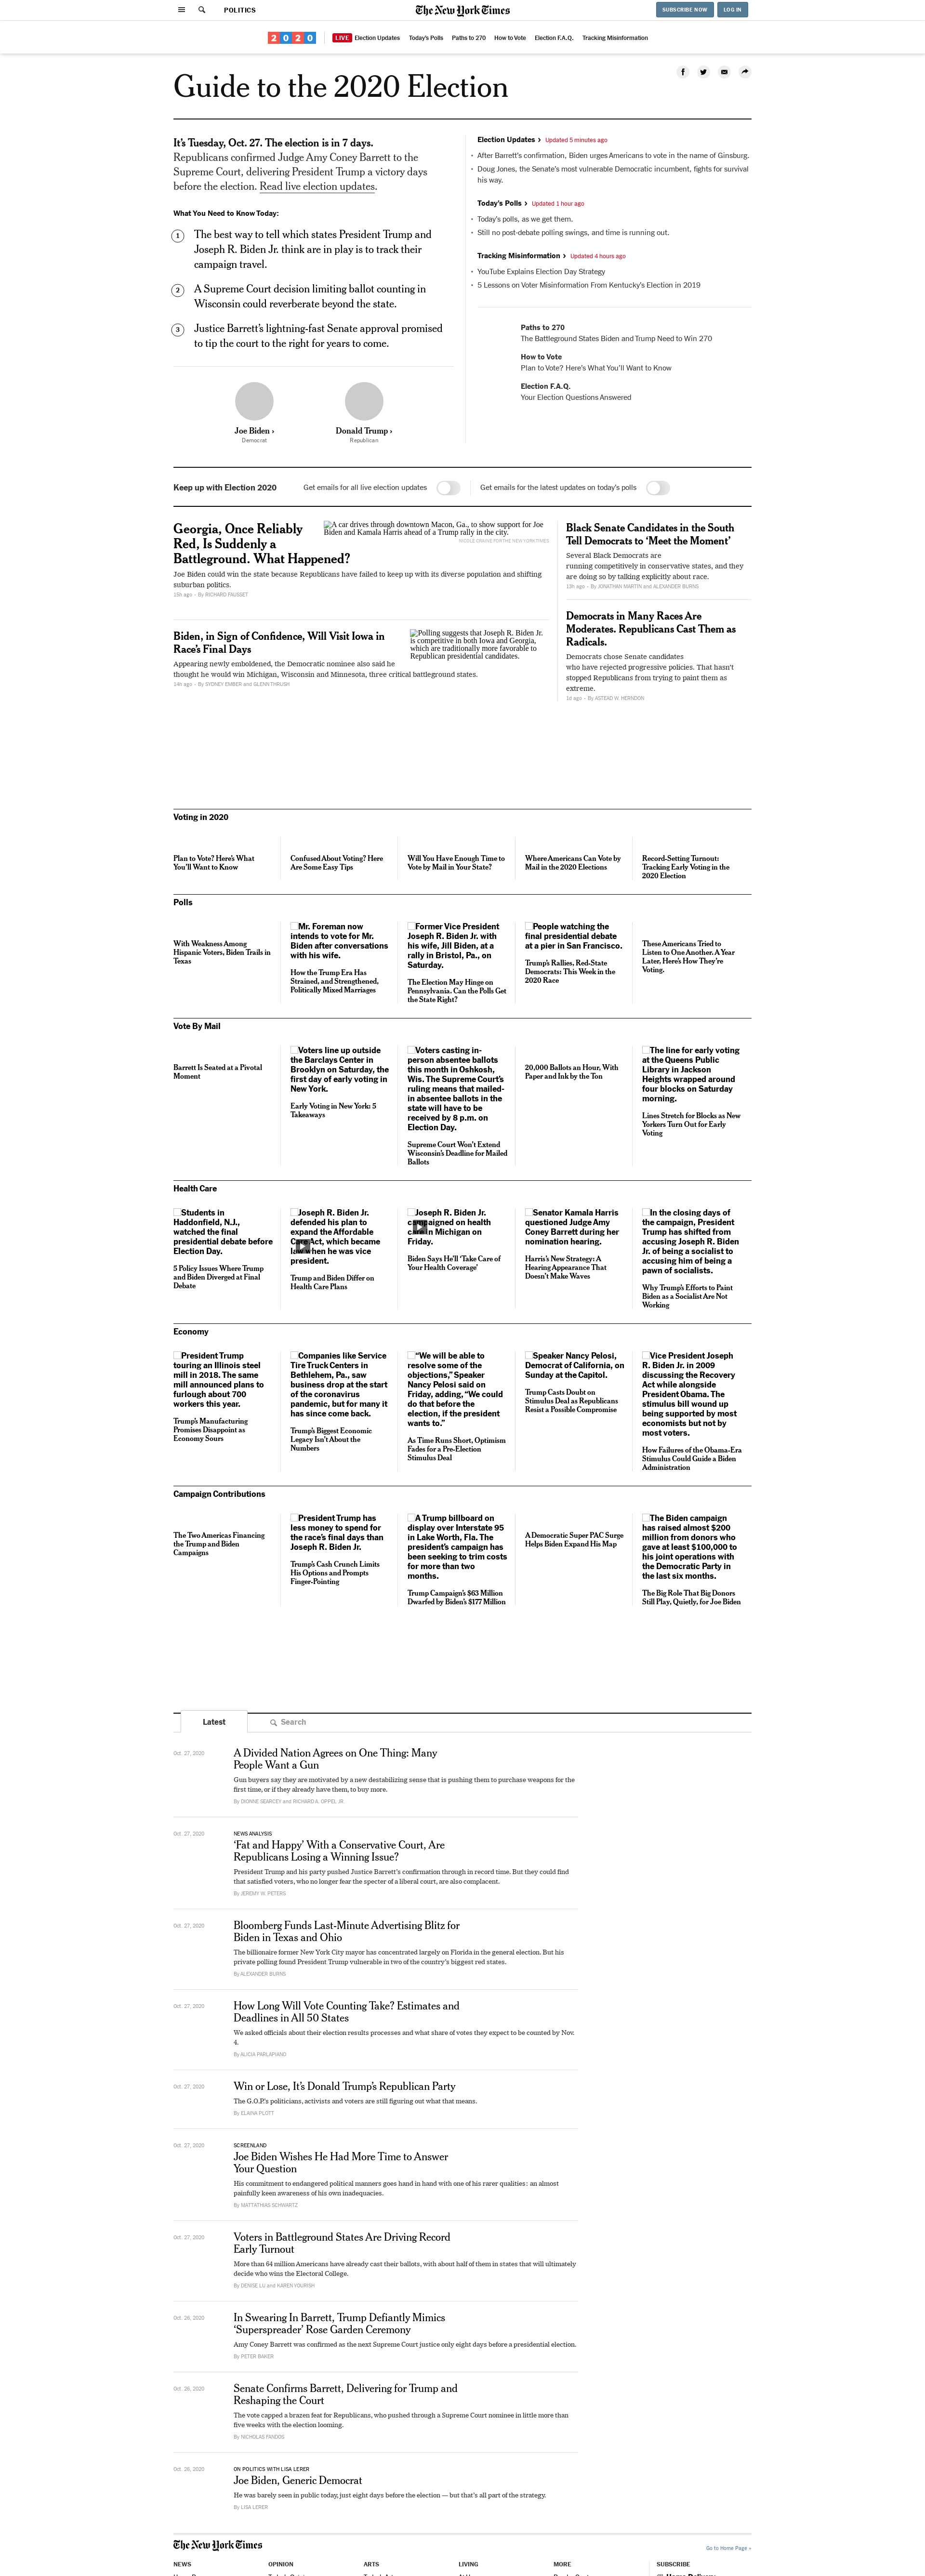 POLITICS
The New York Times
SUBSCRIBE NOW
LOG IN
2020
LIVE Election Updates
Today's Polls
Paths to 270
How to Vote
Election F.A.Q.
Tracking Misinformation
Guide to the 2020 Election
It's Tuesday, Oct. 27. The election is in 7 days.
Republicans confirmed Judge Amy Coney Barrett to the
Supreme Court, delivering President Trump a victory days
before the election. Read live election updates.
What You Need to Know Today:
1
The best way to tell which states President Trump and
Joseph R. Biden Jr. think are in play is to track their
campaign travel.
2
A Supreme Court decision limiting ballot counting in
Wisconsin could reverberate beyond the state.
3
Justice Barrett's lightning-fast Senate approval promised
to tip the court to the right for years to come.
Joe Biden ›
Democrat
Donald Trump ›
Republican
Election Updates › Updated 5 minutes ago
• After Barrett's confirmation, Biden urges Americans to vote in the name of Ginsburg.
• Doug Jones, the Senate's most vulnerable Democratic incumbent, fights for survival
his way.
Today's Polls › Updated 1 hour ago
• Today's polls, as we get them.
• Still no post-debate polling swings, and time is running out.
Tracking Misinformation › Updated 4 hours ago
• YouTube Explains Election Day Strategy
• 5 Lessons on Voter Misinformation From Kentucky's Election in 2019
Paths to 270
The Battleground States Biden and Trump Need to Win 270
How to Vote
Plan to Vote? Here's What You'll Want to Know
Election F.A.Q.
Your Election Questions Answered
Keep up with Election 2020
Get emails for all live election updates
Get emails for the latest updates on today's polls
Georgia, Once Reliably
Red, Is Suddenly a
Battleground. What Happened?
A car drives through downtown Macon, Ga., to show support for Joe
Biden and Kamala Harris ahead of a Trump rally in the city.
NICOLE CRAINE FOR THE NEW YORK TIMES
Joe Biden could win the state because Republicans have failed to keep up with its diverse population and shifting
suburban politics.
15h ago · By RICHARD FAUSSET
Biden, in Sign of Confidence, Will Visit Iowa in
Race's Final Days
Polling suggests that Joseph R. Biden Jr.
is competitive in both Iowa and Georgia,
which are traditionally more favorable to
Republican presidential candidates.
Appearing newly emboldened, the Democratic nominee also said he
thought he would win Michigan, Wisconsin and Minnesota, three critical battleground states.
14h ago · By SYDNEY EMBER and GLENN THRUSH
Black Senate Candidates in the South
Tell Democrats to 'Meet the Moment'
Several Black Democrats are
running competitively in conservative states, and they
are doing so by talking explicitly about race.
13h ago · By JONATHAN MARTIN and ALEXANDER BURNS
Democrats in Many Races Are
Moderates. Republicans Cast Them as
Radicals.
Democrats chose Senate candidates
who have rejected progressive policies. That hasn't
stopped Republicans from trying to paint them as
extreme.
1d ago · By ASTEAD W. HERNDON
Voting in 2020
Plan to Vote? Here's What
You'll Want to Know
Confused About Voting? Here
Are Some Easy Tips
Will You Have Enough Time to
Vote by Mail in Your State?
Where Americans Can Vote by
Mail in the 2020 Elections
Record-Setting Turnout:
Tracking Early Voting in the
2020 Election
Polls
With Weakness Among
Hispanic Voters, Biden Trails in
Texas
Mr. Foreman now
intends to vote for Mr.
Biden after conversations
with his wife.
How the Trump Era Has
Strained, and Strengthened,
Politically Mixed Marriages
Former Vice President
Joseph R. Biden Jr. with
his wife, Jill Biden, at a
rally in Bristol, Pa., on
Saturday.
The Election May Hinge on
Pennsylvania. Can the Polls Get
the State Right?
People watching the
final presidential debate
at a pier in San Francisco.
Trump's Rallies, Red-State
Democrats: This Week in the
2020 Race
These Americans Tried to
Listen to One Another. A Year
Later, Here's How They're
Voting.
Vote By Mail
Barrett Is Seated at a Pivotal
Moment
Voters line up outside
the Barclays Center in
Brooklyn on Saturday, the
first day of early voting in
New York.
Early Voting in New York: 5
Takeaways
Voters casting in-
person absentee ballots
this month in Oshkosh,
Wis. The Supreme Court's
ruling means that mailed-
in absentee ballots in the
state will have to be
received by 8 p.m. on
Election Day.
Supreme Court Won't Extend
Wisconsin's Deadline for Mailed
Ballots
20,000 Ballots an Hour, With
Paper and Ink by the Ton
The line for early voting
at the Queens Public
Library in Jackson
Heights wrapped around
four blocks on Saturday
morning.
Lines Stretch for Blocks as New
Yorkers Turn Out for Early
Voting
Health Care
Students in
Haddonfield, N.J.,
watched the final
presidential debate before
Election Day.
5 Policy Issues Where Trump
and Biden Diverged at Final
Debate
Joseph R. Biden Jr.
defended his plan to
expand the Affordable
Care Act, which became
law when he was vice
president.
Trump and Biden Differ on
Health Care Plans
Joseph R. Biden Jr.
campaigned on health
care in Michigan on
Friday.
Biden Says He'll 'Take Care of
Your Health Coverage'
Senator Kamala Harris
questioned Judge Amy
Coney Barrett during her
nomination hearing.
Harris's New Strategy: A
Hearing Appearance That
Doesn't Make Waves
In the closing days of
the campaign, President
Trump has shifted from
accusing Joseph R. Biden
Jr. of being a socialist to
accusing him of being a
pawn of socialists.
Why Trump's Efforts to Paint
Biden as a Socialist Are Not
Working
Economy
President Trump
touring an Illinois steel
mill in 2018. The same
mill announced plans to
furlough about 700
workers this year.
Trump's Manufacturing
Promises Disappoint as
Economy Sours
Companies like Service
Tire Truck Centers in
Bethlehem, Pa., saw
business drop at the start
of the coronavirus
pandemic, but for many it
has since come back.
Trump's Biggest Economic
Legacy Isn't About the
Numbers
"We will be able to
resolve some of the
objections," Speaker
Nancy Pelosi said on
Friday, adding, "We could
do that before the
election, if the president
wants to."
As Time Runs Short, Optimism
Fades for a Pre-Election
Stimulus Deal
Speaker Nancy Pelosi,
Democrat of California, on
Sunday at the Capitol.
Trump Casts Doubt on
Stimulus Deal as Republicans
Resist a Possible Compromise
Vice President Joseph
R. Biden Jr. in 2009
discussing the Recovery
Act while alongside
President Obama. The
stimulus bill wound up
being supported by most
economists but not by
most voters.
How Failures of the Obama-Era
Stimulus Could Guide a Biden
Administration
Campaign Contributions
The Two Americas Financing
the Trump and Biden
Campaigns
President Trump has
less money to spend for
the race's final days than
Joseph R. Biden Jr.
Trump's Cash Crunch Limits
His Options and Prompts
Finger-Pointing
A Trump billboard on
display over Interstate 95
in Lake Worth, Fla. The
president's campaign has
been seeking to trim costs
for more than two
months.
Trump Campaign's $63 Million
Dwarfed by Biden's $177 Million
A Democratic Super PAC Surge
Helps Biden Expand His Map
The Biden campaign
has raised almost $200
million from donors who
gave at least $100,000 to
his joint operations with
the Democratic Party in
the last six months.
The Big Role That Big Donors
Still Play, Quietly, for Joe Biden
Latest
Search
Oct. 27, 2020
A Divided Nation Agrees on One Thing: Many
People Want a Gun
Gun buyers say they are motivated by a new destabilizing sense that is pushing them to purchase weapons for the
first time, or if they already have them, to buy more.
By DIONNE SEARCEY and RICHARD A. OPPEL JR.
Oct. 27, 2020
NEWS ANALYSIS
'Fat and Happy' With a Conservative Court, Are
Republicans Losing a Winning Issue?
President Trump and his party pushed Justice Barrett's confirmation through in record time. But they could find
that satisfied voters, who no longer fear the specter of a liberal court, are also complacent.
By JEREMY W. PETERS
Oct. 27, 2020
Bloomberg Funds Last-Minute Advertising Blitz for
Biden in Texas and Ohio
The billionaire former New York City mayor has concentrated largely on Florida in the general election. But his
private polling found President Trump vulnerable in two of the country's biggest red states.
By ALEXANDER BURNS
Oct. 27, 2020
How Long Will Vote Counting Take? Estimates and
Deadlines in All 50 States
We asked officials about their election results processes and what share of votes they expect to be counted by Nov.
4.
By ALICIA PARLAPIANO
Oct. 27, 2020
Win or Lose, It's Donald Trump's Republican Party
The G.O.P.'s politicians, activists and voters are still figuring out what that means.
By ELAINA PLOTT
Oct. 27, 2020
SCREENLAND
Joe Biden Wishes He Had More Time to Answer
Your Question
His commitment to endangered political manners goes hand in hand with one of his rarer qualities: an almost
painfully keen awareness of his own inadequacies.
By MATTATHIAS SCHWARTZ
Oct. 27, 2020
Voters in Battleground States Are Driving Record
Early Turnout
More than 64 million Americans have already cast their ballots, with about half of them in states that will ultimately
decide who wins the Electoral College.
By DENISE LU and KAREN YOURISH
Oct. 26, 2020
In Swearing In Barrett, Trump Defiantly Mimics
'Superspreader' Rose Garden Ceremony
Amy Coney Barrett was confirmed as the next Supreme Court justice only eight days before a presidential election.
By PETER BAKER
Oct. 26, 2020
Senate Confirms Barrett, Delivering for Trump and
Reshaping the Court
The vote capped a brazen feat for Republicans, who pushed through a Supreme Court nominee in little more than
five weeks with the election looming.
By NICHOLAS FANDOS
Oct. 26, 2020
ON POLITICS WITH LISA LERER
Joe Biden, Generic Democrat
He was barely seen in public today, just eight days before the election — but that's all part of the strategy.
By LISA LERER
The New York Times
Go to Home Page »
NEWS
OPINION
ARTS
LIVING
MORE
SUBSCRIBE